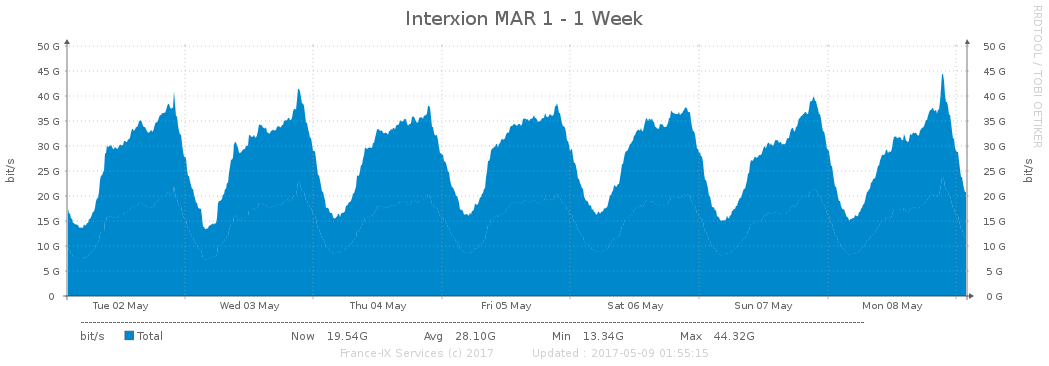 Interxion MAR 1 - 1 Week
RRDTOOL / TOBI OETIKER
50 G 50 G
45 G 45 G
40 G 40 G
35 G 35 G
30 G 30 G
25 G 25 G
20 G 20 G
15 G 15 G
10 G 10 G
5 G 5 G
0 0 G
bit/s
bit/s
Tue 02 May Wed 03 May Thu 04 May Fri 05 May Sat 06 May Sun 07 May Mon 08 May
bit/s Total Now 19.54G Avg 28.10G Min 13.34G Max 44.32G
France-IX Services (c) 2017 Updated : 2017-05-09 01:55:15